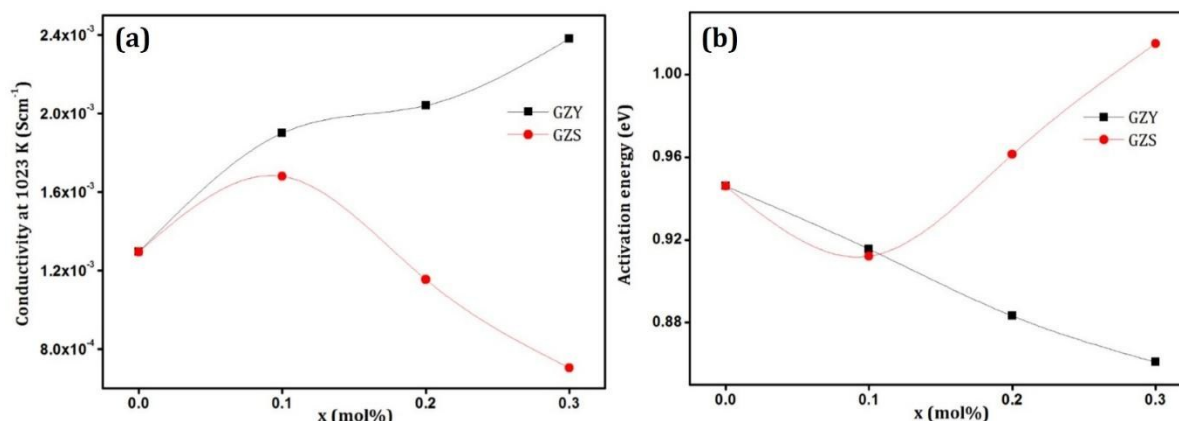 (a)
Conductivity at 1023 K (Scm⁻¹)
2.4x10⁻³
2.0x10⁻³
1.6x10⁻³
1.2x10⁻³
8.0x10⁻⁴
GZY
GZS
0.0
0.1
0.2
0.3
x (mol%)
(b)
Activation energy (eV)
1.00
0.96
0.92
0.88
GZY
GZS
0.0
0.1
0.2
0.3
x (mol%)